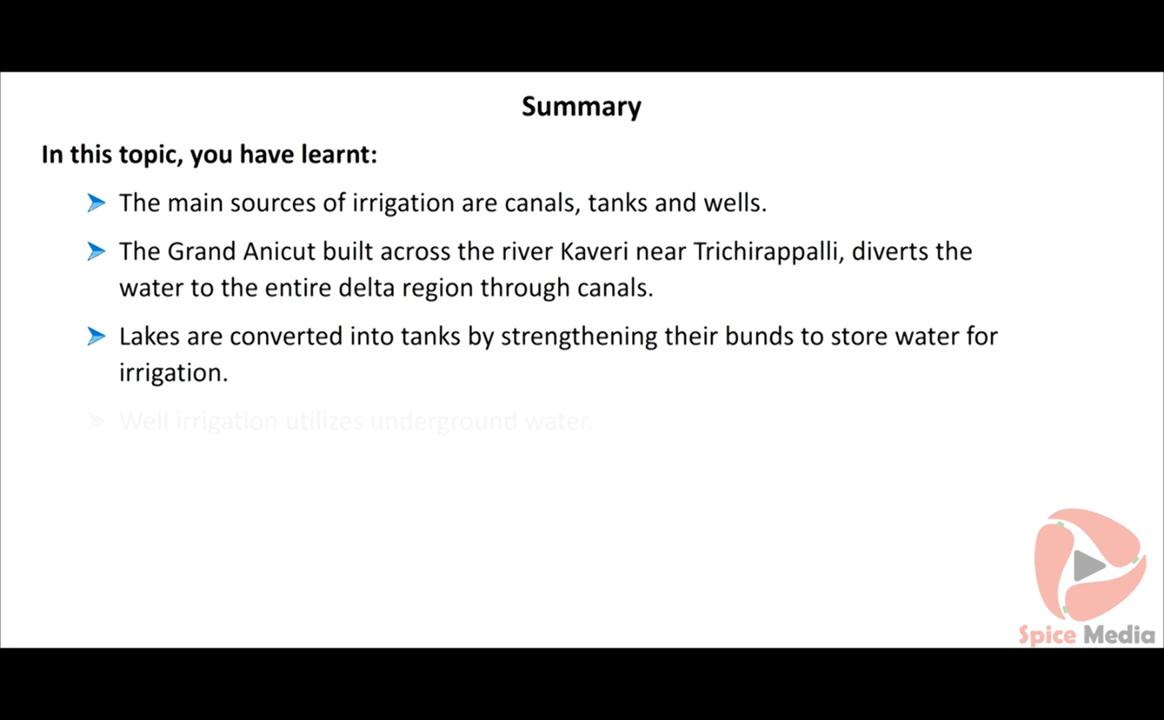 Summary
In this topic, you have learnt:
The main sources of irrigation are canals, tanks and wells.
The Grand Anicut built across the river Kaveri near Trichirappalli, diverts the
water to the entire delta region through canals.
Lakes are converted into tanks by strengthening their bunds to store water for
irrigation.
Well irrigation utilizes underground water.
Spice Media